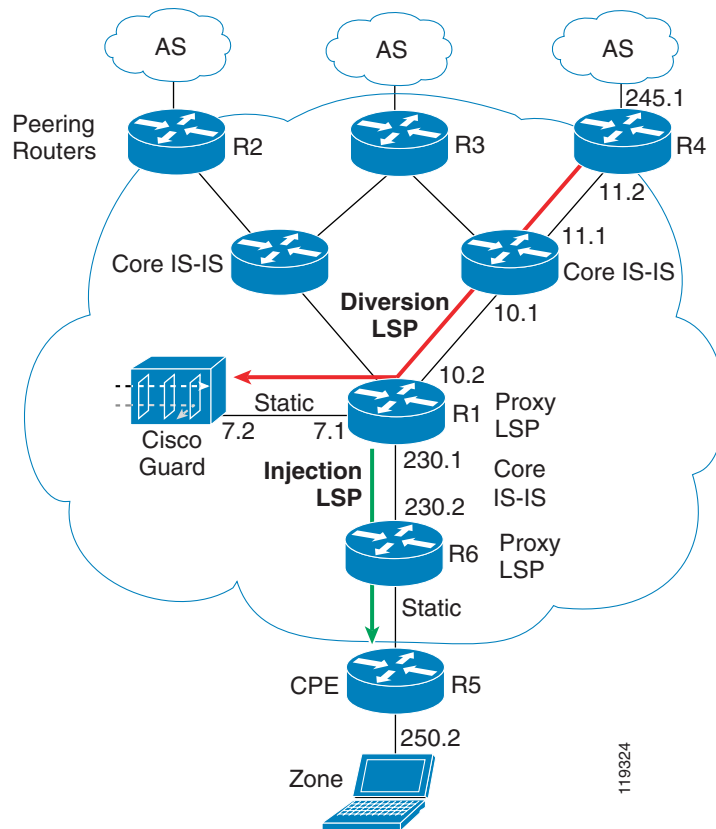 AS
AS
AS
245.1
Peering
Routers
R2
R3
R4
11.2
11.1
Core IS-IS
Core IS-IS
Diversion
LSP
10.1
10.2
Static
R1
Proxy
LSP
7.2
7.1
Cisco
Guard
230.1
Injection
LSP
Core
IS-IS
230.2
R6
Proxy
LSP
Static
CPE
R5
250.2
Zone
119324